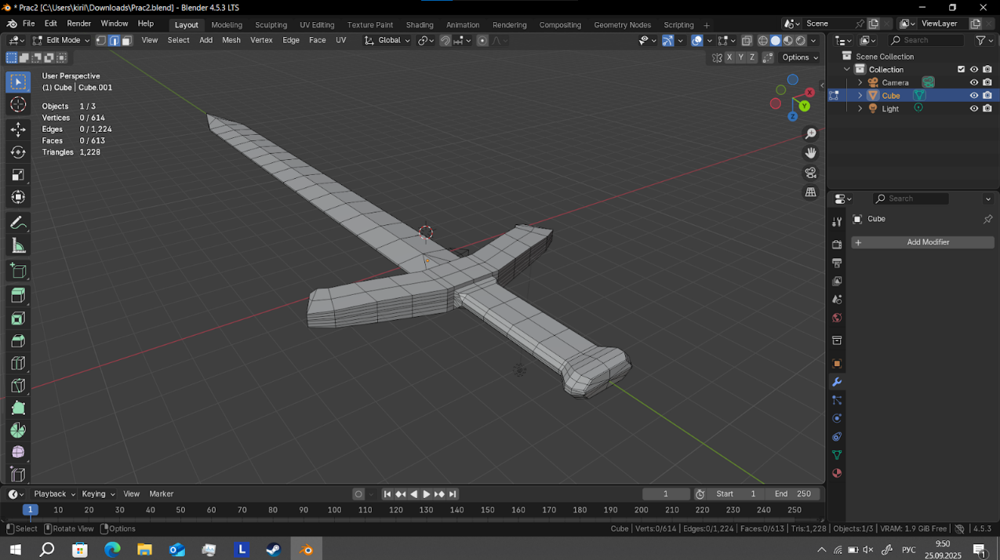 * Prac2 [C:\Users\kiril\Downloads\Prac2.blend] - Blender 4.5.3 LTS
File Edit Render Window Help Layout Modeling Sculpting UV Editing Texture Paint Shading Animation Rendering Compositing Geometry Nodes Scripting + Scene ViewLayer
Edit Mode View Select Add Mesh Vertex Edge Face UV Global Search
X Y Z Options
Scene Collection
Collection
Camera
Cube
Light
User Perspective
(1) Cube | Cube.001
Objects 1 / 3
Vertices 0 / 614
Edges 0 / 1,224
Faces 0 / 613
Triangles 1,228
X
Y
Z
Search
Cube
+ Add Modifier
Playback Keying View Marker 1 Start 1 End 250
1 10 20 30 40 50 60 70 80 90 100 110 120 130 140 150 160 170 180 190 200 210 220 230 240 250
Select Rotate View Options Cube | Verts:0/614 | Edges:0/1,224 | Faces:0/613 | Tris:1,228 | Objects:1/3 | VRAM: 1.9 GiB Free | 4.5.3
L РУС 9:50
25.09.2025 1